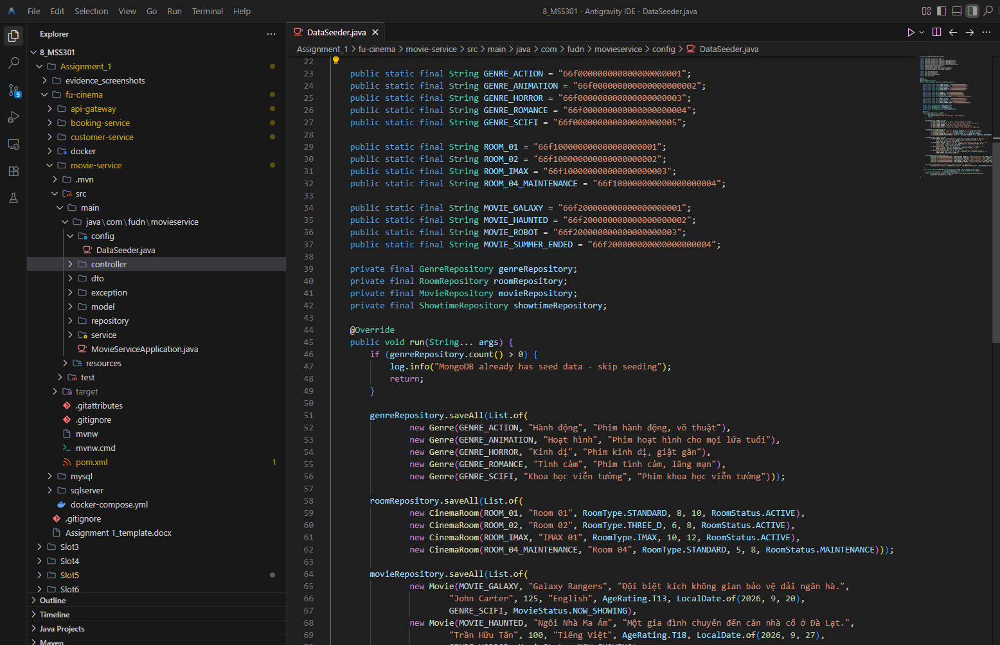 File Edit Selection View Go Run Terminal Help
8_MSS301 - Antigravity IDE - DataSeeder.java
Explorer
8_MSS301
Assignment_1
evidence_screenshots
fu-cinema
api-gateway
booking-service
customer-service
docker
movie-service
.mvn
src
main
java\com\fudn\movieservice
config
DataSeeder.java
controller
dto
exception
model
repository
service
MovieServiceApplication.java
resources
test
target
.gitattributes
.gitignore
mvnw
mvnw.cmd
pom.xml 1
mysql
sqlserver
docker-compose.yml
.gitignore
Assignment 1_template.docx
Slot3
Slot4
Slot5
Slot6
Outline
Timeline
Java Projects
Maven
9
DataSeeder.java
Assignment_1 > fu-cinema > movie-service > src > main > java > com > fudn > movieservice > config > DataSeeder.java
22
23 public static final String GENRE_ACTION = "66f000000000000000000001";
24 public static final String GENRE_ANIMATION = "66f000000000000000000002";
25 public static final String GENRE_HORROR = "66f000000000000000000003";
26 public static final String GENRE_ROMANCE = "66f000000000000000000004";
27 public static final String GENRE_SCIFI = "66f000000000000000000005";
28
29 public static final String ROOM_01 = "66f100000000000000000001";
30 public static final String ROOM_02 = "66f100000000000000000002";
31 public static final String ROOM_IMAX = "66f100000000000000000003";
32 public static final String ROOM_04_MAINTENANCE = "66f100000000000000000004";
33
34 public static final String MOVIE_GALAXY = "66f200000000000000000001";
35 public static final String MOVIE_HAUNTED = "66f200000000000000000002";
36 public static final String MOVIE_ROBOT = "66f200000000000000000003";
37 public static final String MOVIE_SUMMER_ENDED = "66f200000000000000000004";
38
39 private final GenreRepository genreRepository;
40 private final RoomRepository roomRepository;
41 private final MovieRepository movieRepository;
42 private final ShowtimeRepository showtimeRepository;
43
44 @Override
45 public void run(String... args) {
46 if (genreRepository.count() > 0) {
47 log.info("MongoDB already has seed data - skip seeding");
48 return;
49 }
50
51 genreRepository.saveAll(List.of(
52 new Genre(GENRE_ACTION, "Hành động", "Phim hành động, võ thuật"),
53 new Genre(GENRE_ANIMATION, "Hoạt hình", "Phim hoạt hình cho mọi lứa tuổi"),
54 new Genre(GENRE_HORROR, "Kinh dị", "Phim kinh dị, giật gân"),
55 new Genre(GENRE_ROMANCE, "Tình cảm", "Phim tình cảm, lãng mạn"),
56 new Genre(GENRE_SCIFI, "Khoa học viễn tưởng", "Phim khoa học viễn tưởng")));
57
58 roomRepository.saveAll(List.of(
59 new CinemaRoom(ROOM_01, "Room 01", RoomType.STANDARD, 8, 10, RoomStatus.ACTIVE),
60 new CinemaRoom(ROOM_02, "Room 02", RoomType.THREE_D, 6, 8, RoomStatus.ACTIVE),
61 new CinemaRoom(ROOM_IMAX, "IMAX 01", RoomType.IMAX, 10, 12, RoomStatus.ACTIVE),
62 new CinemaRoom(ROOM_04_MAINTENANCE, "Room 04", RoomType.STANDARD, 5, 8, RoomStatus.MAINTENANCE)));
63
64 movieRepository.saveAll(List.of(
65 new Movie(MOVIE_GALAXY, "Galaxy Rangers", "Đội biệt kích không gian bảo vệ dải ngân hà.",
66 "John Carter", 125, "English", AgeRating.T13, LocalDate.of(2026, 9, 20),
67 GENRE_SCIFI, MovieStatus.NOW_SHOWING),
68 new Movie(MOVIE_HAUNTED, "Ngôi Nhà Ma Ám", "Một gia đình chuyển đến căn nhà cổ ở Đà Lạt.",
69 "Trần Hữu Tấn", 100, "Tiếng Việt", AgeRating.T18, LocalDate.of(2026, 9, 27),